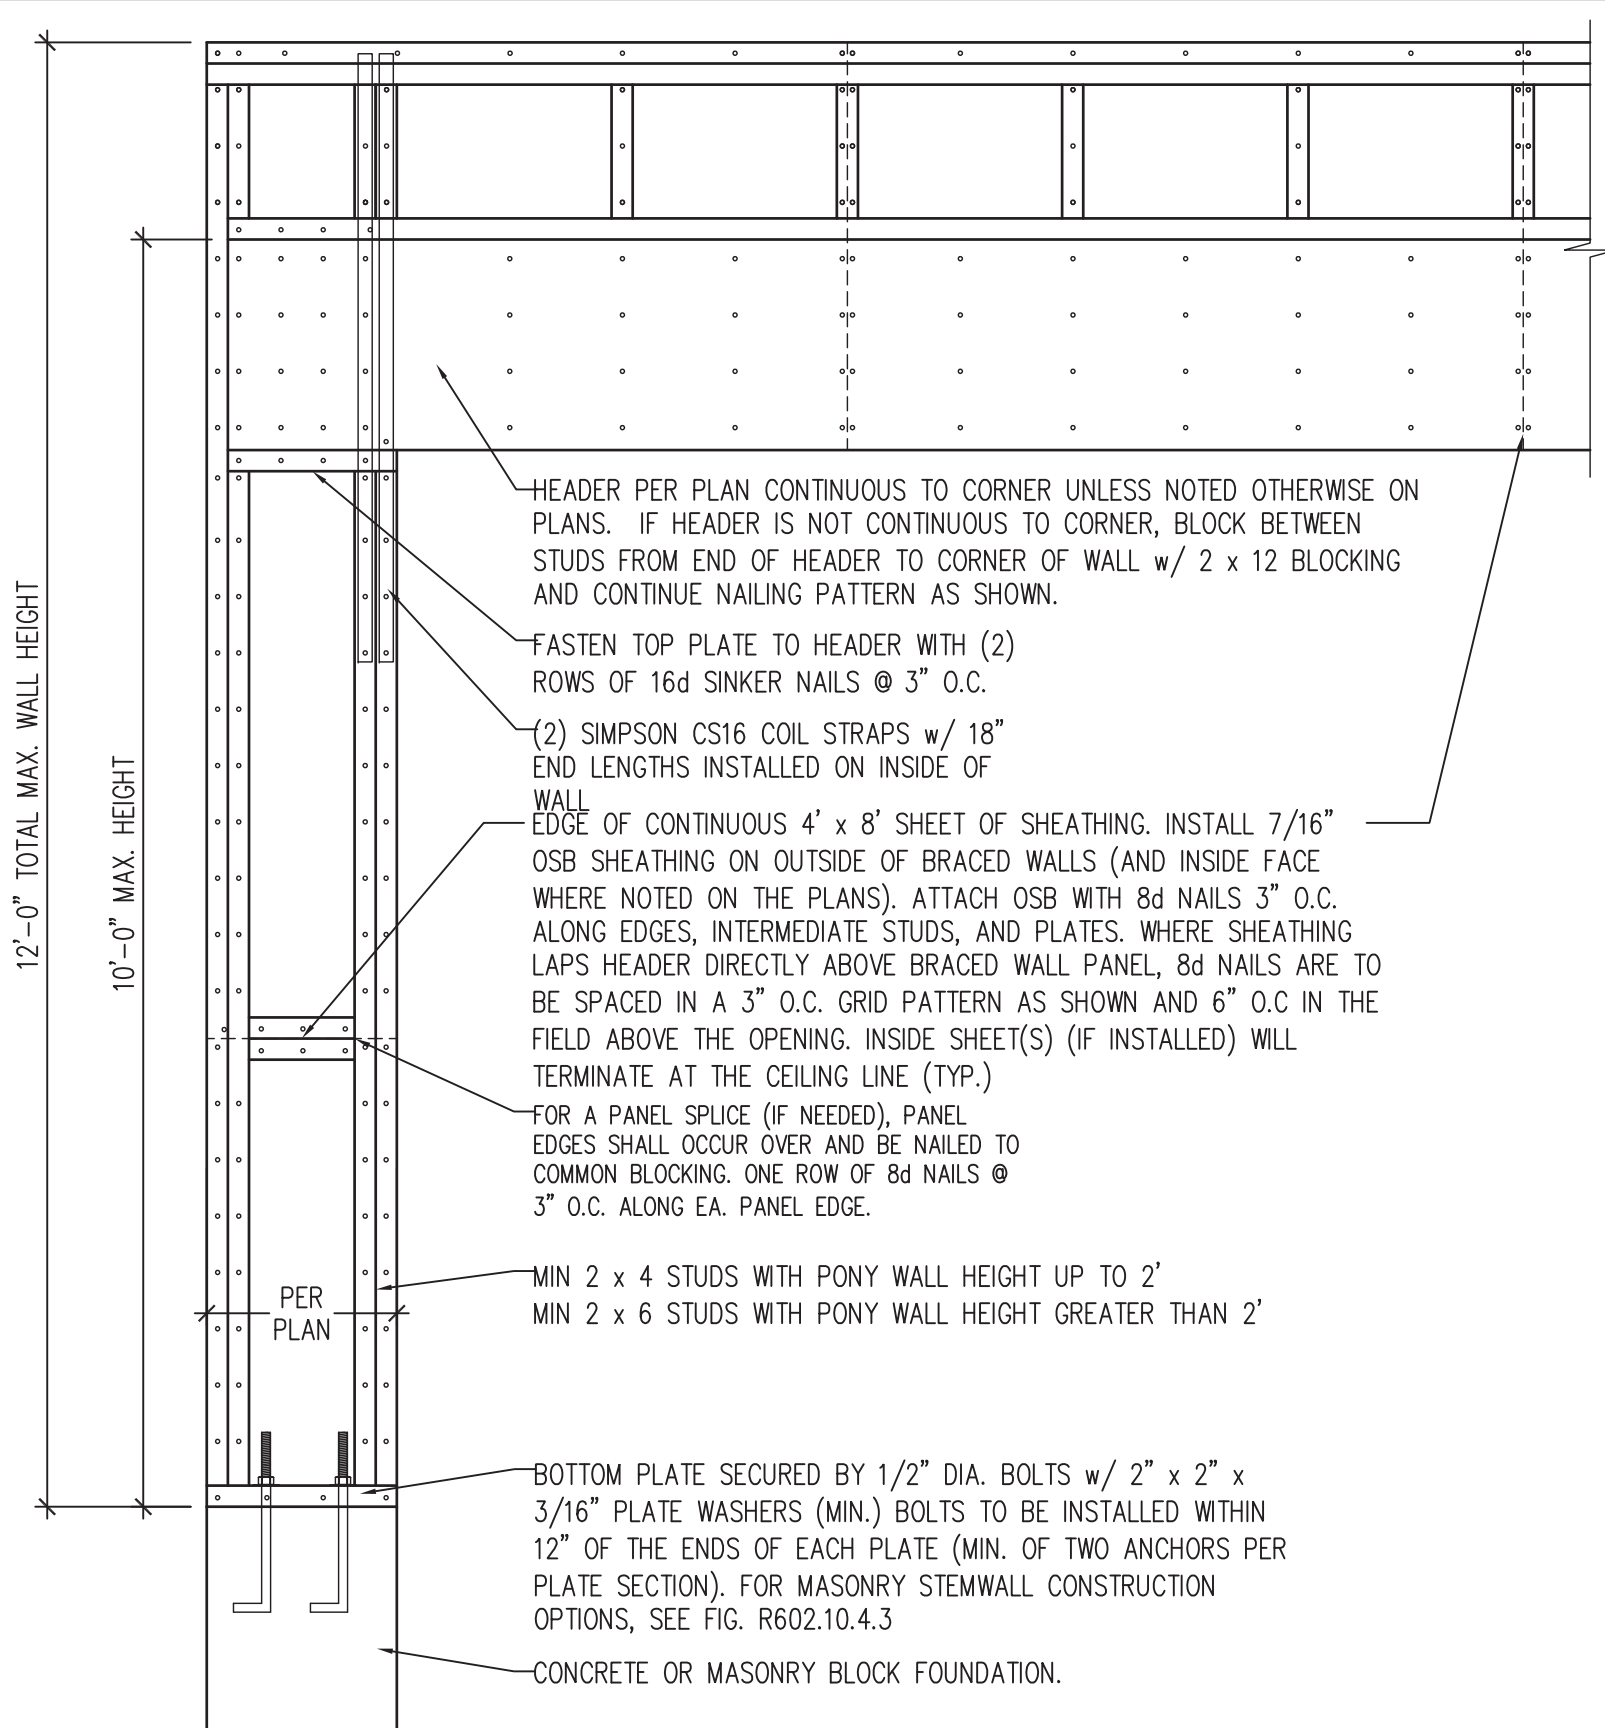 12'-0" TOTAL MAX. WALL HEIGHT
10'-0" MAX. HEIGHT
HEADER PER PLAN CONTINUOUS TO CORNER UNLESS NOTED OTHERWISE ON
PLANS. IF HEADER IS NOT CONTINUOUS TO CORNER, BLOCK BETWEEN
STUDS FROM END OF HEADER TO CORNER OF WALL w/ 2 x 12 BLOCKING
AND CONTINUE NAILING PATTERN AS SHOWN.
FASTEN TOP PLATE TO HEADER WITH (2)
ROWS OF 16d SINKER NAILS @ 3" O.C.
(2) SIMPSON CS16 COIL STRAPS w/ 18"
END LENGTHS INSTALLED ON INSIDE OF
WALL
EDGE OF CONTINUOUS 4' x 8' SHEET OF SHEATHING. INSTALL 7/16"
OSB SHEATHING ON OUTSIDE OF BRACED WALLS (AND INSIDE FACE
WHERE NOTED ON THE PLANS). ATTACH OSB WITH 8d NAILS 3" O.C.
ALONG EDGES, INTERMEDIATE STUDS, AND PLATES. WHERE SHEATHING
LAPS HEADER DIRECTLY ABOVE BRACED WALL PANEL, 8d NAILS ARE TO
BE SPACED IN A 3" O.C. GRID PATTERN AS SHOWN AND 6" O.C IN THE
FIELD ABOVE THE OPENING. INSIDE SHEET(S) (IF INSTALLED) WILL
TERMINATE AT THE CEILING LINE (TYP.)
FOR A PANEL SPLICE (IF NEEDED), PANEL
EDGES SHALL OCCUR OVER AND BE NAILED TO
COMMON BLOCKING. ONE ROW OF 8d NAILS @
3" O.C. ALONG EA. PANEL EDGE.
MIN 2 x 4 STUDS WITH PONY WALL HEIGHT UP TO 2'
MIN 2 x 6 STUDS WITH PONY WALL HEIGHT GREATER THAN 2'
PER
PLAN
BOTTOM PLATE SECURED BY 1/2" DIA. BOLTS w/ 2" x 2" x
3/16" PLATE WASHERS (MIN.) BOLTS TO BE INSTALLED WITHIN
12" OF THE ENDS OF EACH PLATE (MIN. OF TWO ANCHORS PER
PLATE SECTION). FOR MASONRY STEMWALL CONSTRUCTION
OPTIONS, SEE FIG. R602.10.4.3
CONCRETE OR MASONRY BLOCK FOUNDATION.